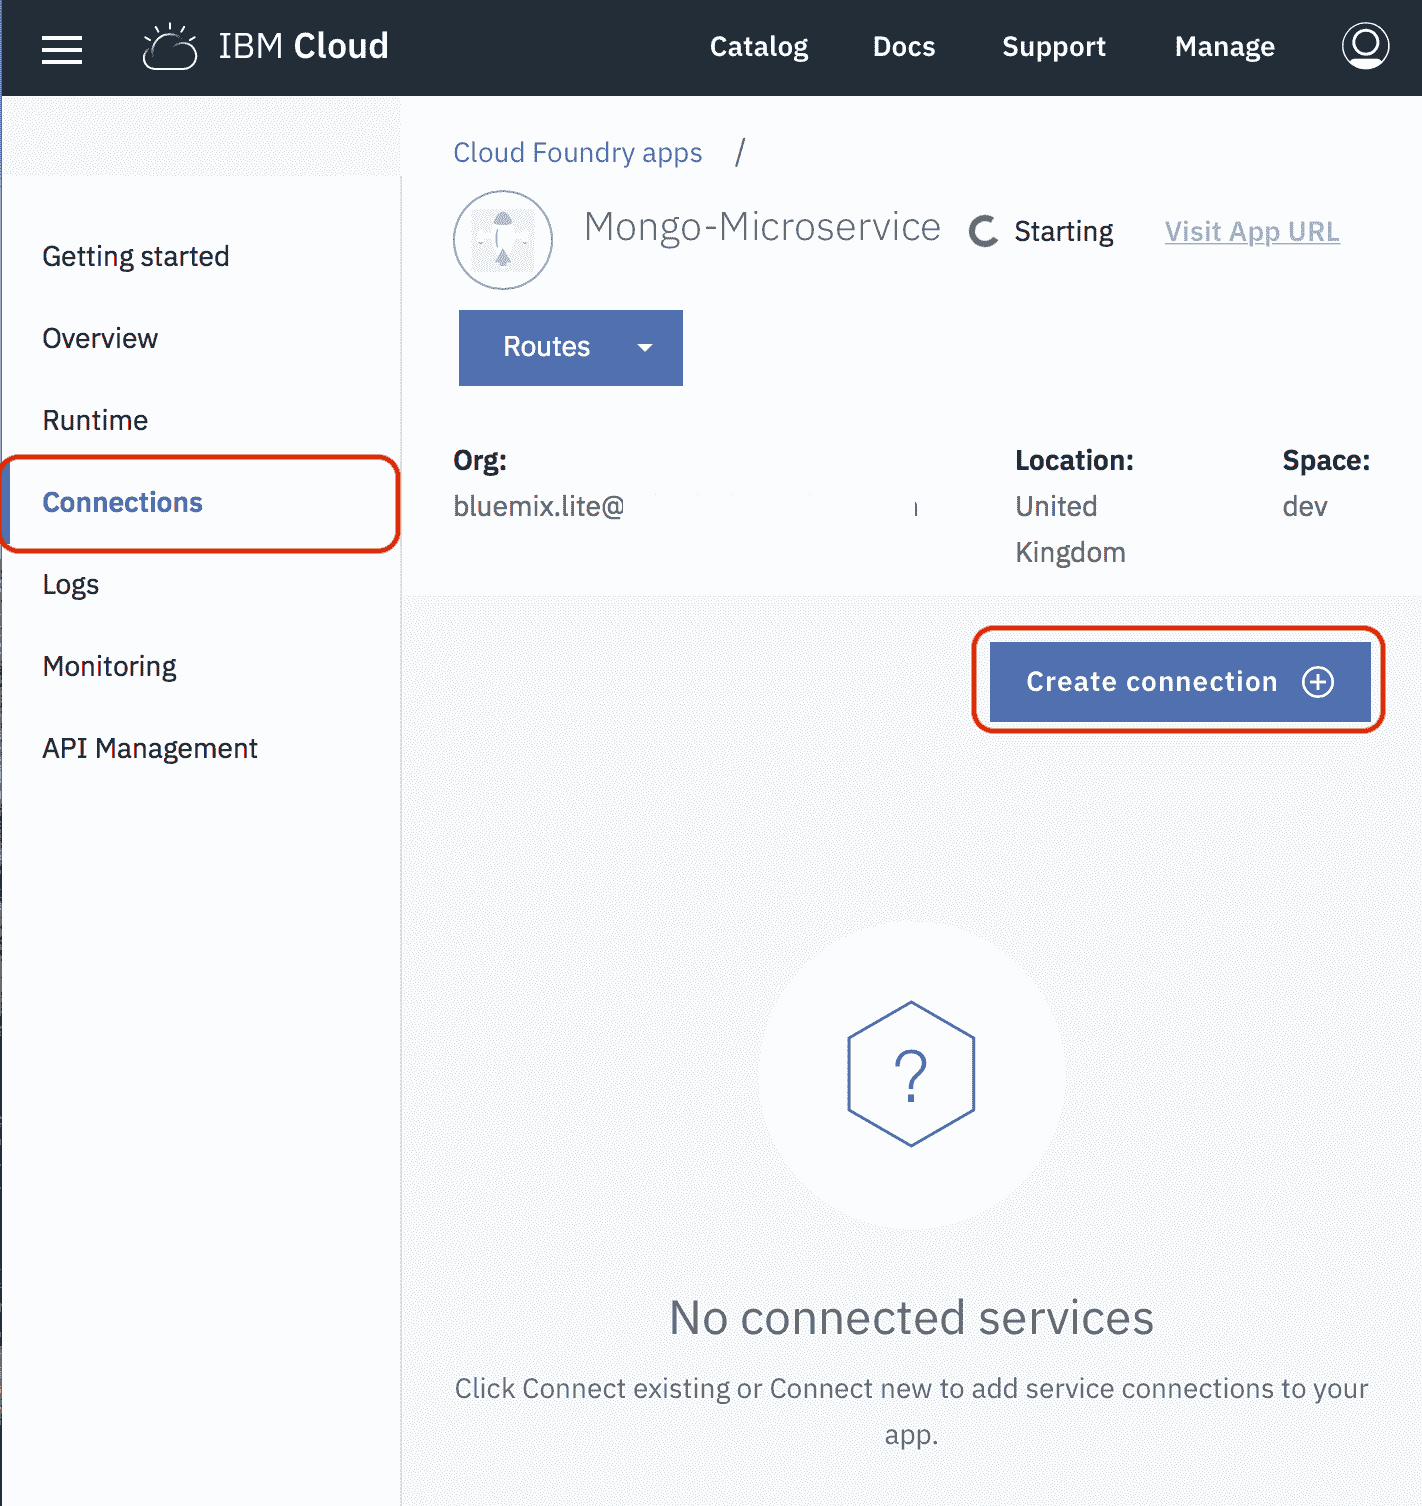 IBM Cloud
Catalog Docs Support Manage
Cloud Foundry apps /
Mongo-Microservice Starting Visit App URL
Routes
Getting started
Overview
Runtime
Connections
Logs
Monitoring
API Management
Org:
bluemix.lite@
Location:
United
Kingdom
Space:
dev
Create connection
?
No connected services
Click Connect existing or Connect new to add service connections to your
app.